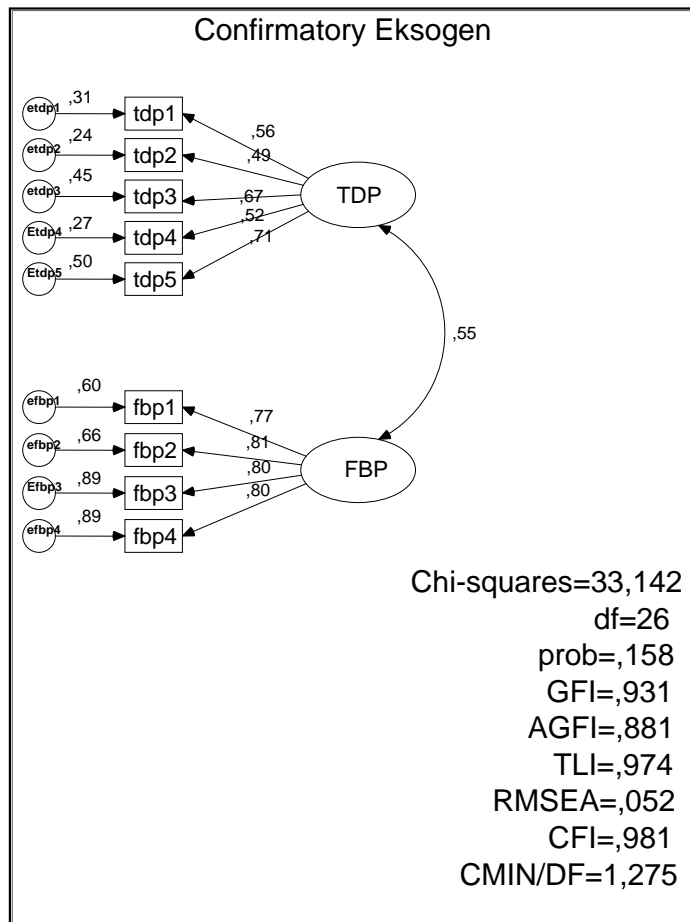 Confirmatory Eksogen
etdp1 ,31 tdp1 ,56
etdp2 ,24 tdp2 ,49
etdp3 ,45 tdp3 ,67 TDP
Etdp4 ,27 tdp4 ,52
Etdp5 ,50 tdp5 ,71
,55
efbp1 ,60 fbp1 ,77
efbp2 ,66 fbp2 ,81
Efbp3 ,89 fbp3 ,80 FBP
efbp4 ,89 fbp4 ,80
Chi-squares=33,142
df=26
prob=,158
GFI=,931
AGFI=,881
TLI=,974
RMSEA=,052
CFI=,981
CMIN/DF=1,275